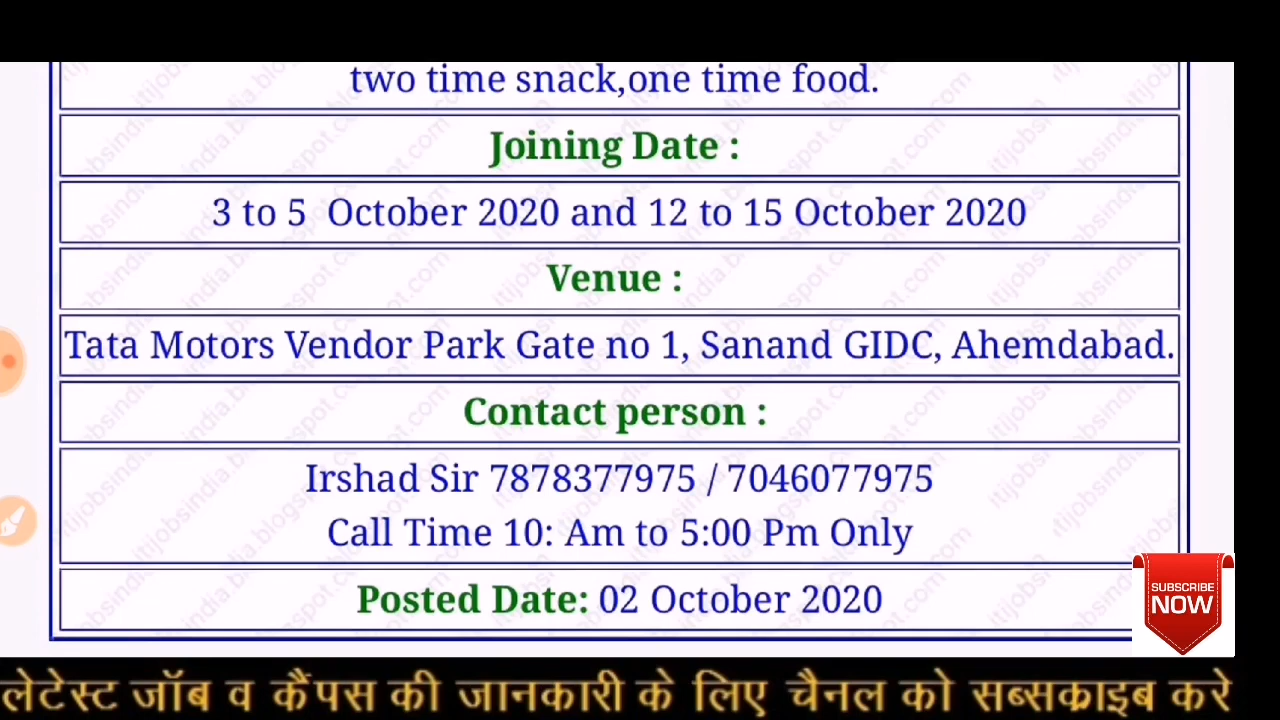 two time snack,one time food.
Joining Date :
3 to 5 October 2020 and 12 to 15 October 2020
Venue :
Tata Motors Vendor Park Gate no 1, Sanand GIDC, Ahemdabad.
Contact person :
Irshad Sir 7878377975 / 7046077975
Call Time 10: Am to 5:00 Pm Only
Posted Date: 02 October 2020
SUBSCRIBE
NOW
लेटेस्ट जॉब व कैंपस की जानकारी के लिए चैनल को सब्सक्राइब करे